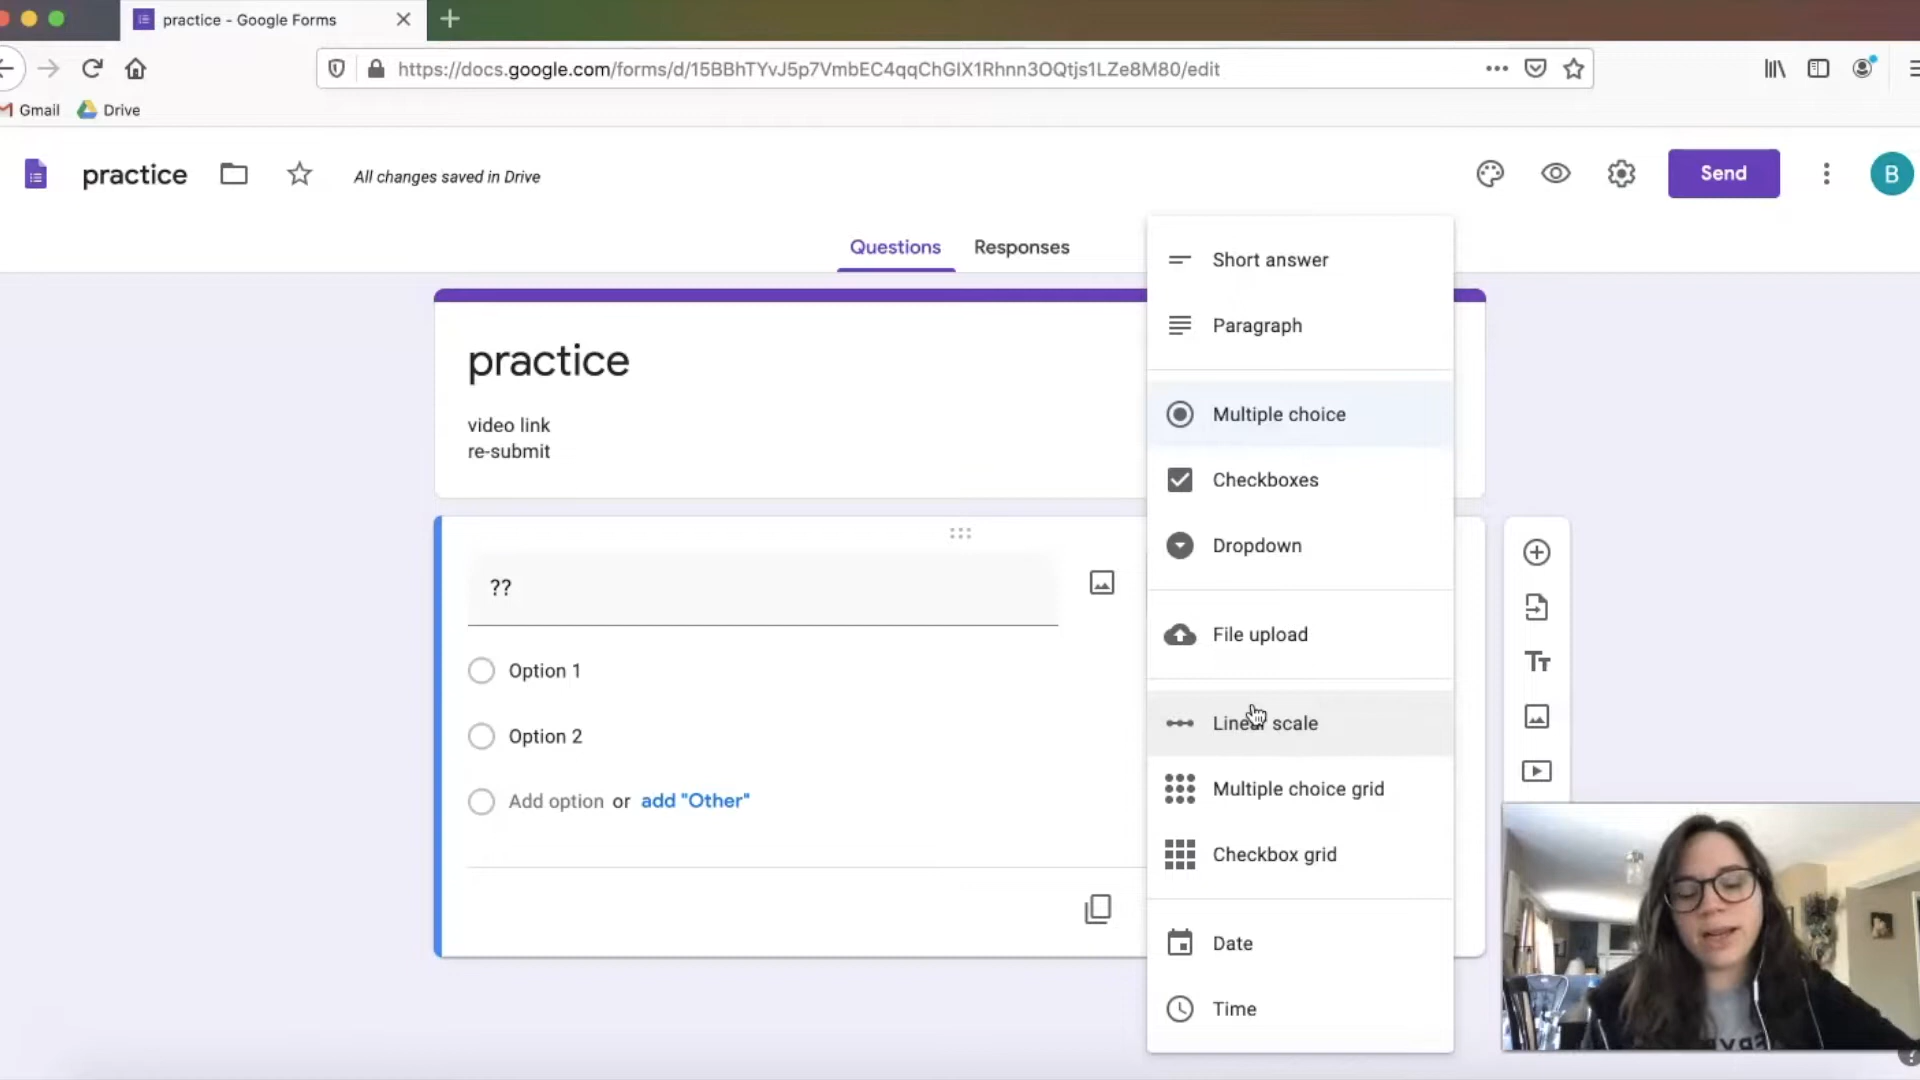 practice - Google Forms
https://docs.google.com/forms/d/15BBhTYvJ5p7VmbEC4qqChGIX1Rhnn3OQtjs1LZe8M80/edit
Gmail
Drive
practice
All changes saved in Drive
Send
B
Questions
Responses
practice
video link
re-submit
??
Option 1
Option 2
Add option or add "Other"
Short answer
Paragraph
Multiple choice
Checkboxes
Dropdown
File upload
Linear scale
Multiple choice grid
Checkbox grid
Date
Time